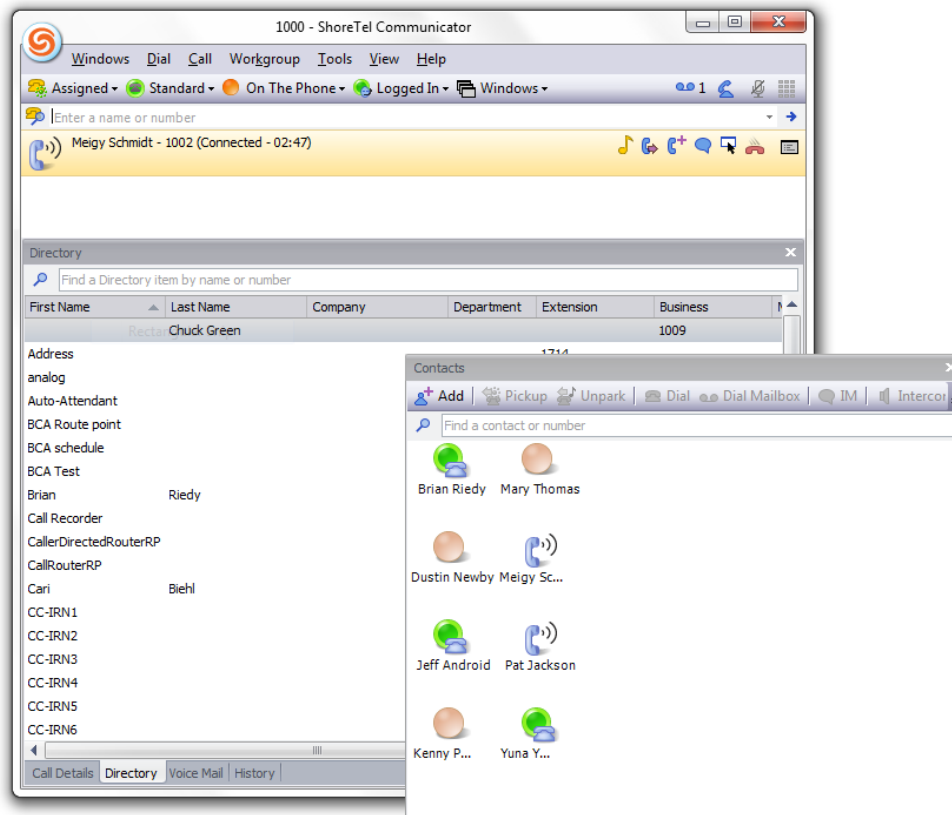 1000 - ShoreTel Communicator
Windows Dial Call Workgroup Tools View Help
Assigned Standard On The Phone Logged In Windows 1
Enter a name or number
Meigy Schmidt - 1002 (Connected - 02:47)
Directory
Find a Directory item by name or number
First Name Last Name Company Department Extension Business
Chuck Green 1009
Address 1714
analog
Auto-Attendant
BCA Route point
BCA schedule
BCA Test
Brian Riedy
Call Recorder
CallerDirectedRouterRP
CallRouterRP
Cari Biehl
CC-IRN1
CC-IRN2
CC-IRN3
CC-IRN4
CC-IRN5
CC-IRN6
Call Details Directory Voice Mail History
Contacts
Add Pickup Unpark Dial Dial Mailbox IM Intercor
Find a contact or number
Brian Riedy Mary Thomas
Dustin Newby Meigy Sc...
Jeff Android Pat Jackson
Kenny P... Yuna Y...